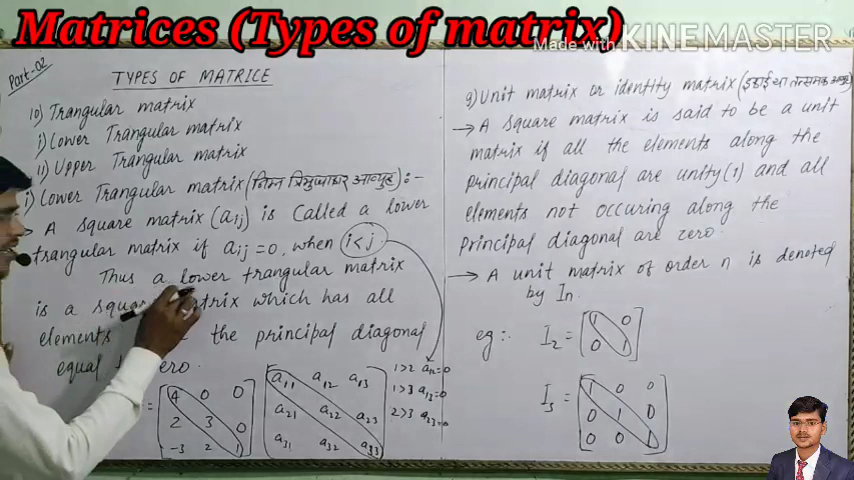 Matrices (Types of matrix)
Made with KINEMASTER
Part-02
TYPES OF MATRICE
10) Trangular matrix
i) Lower Trangular matrix
11) Upper Trangular matrix
i) Lower Trangular matrix (निम्न त्रिभुजाकार आव्यूह) :-
A square matrix (aij) is called a lower
trangular matrix if aij = 0, when i<j
Thus a lower trangular matrix
is a square matrix which has all
elements the principal diagonal
equal zero.
= [4 0 0
2 3 0
-3 2 1]
[a11 a12 a13
a21 a22 a23
a31 a32 a33]
1>2 a12=0
1>3 a13=0
2>3 a23=0
9) Unit matrix or identity matrix (इकाई या तत्समक
→ A square matrix is said to be a unit
matrix if all the elements along the
principal diagonal are unity (1) and all
elements not occuring along the
principal diagonal are zero.
→ A unit matrix of order n is denoted
by In.
eg :- I2 = [1 0
0 1]
I3 = [1 0 0
0 1 0
0 0 1]